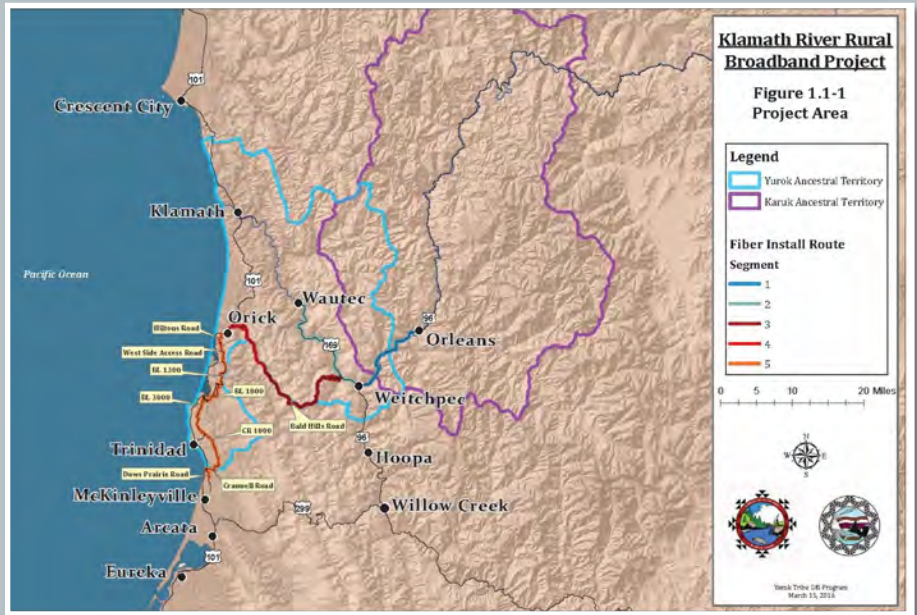 Klamath River Rural
Broadband Project
Figure 1.1-1
Project Area
Legend
Yurok Ancestral Territory
Karuk Ancestral Territory
Fiber Install Route
Segment
1
2
3
4
5
0 5 10 20 Miles
N
W E
S
Yurok Tribe GIS Program
March 15, 2016
101
Crescent City
Klamath
Pacific Ocean
101
Wautec
Orick
Hiltons Road
96
Orleans
West Side Access Road
169
BL 1300
Weitchpec
BL 1000
BL 3000
Bald Hills Road
CR 1000
96
Trinidad
Hoopa
Dows Prairie Road
Crannell Road
McKinleyville
299
Willow Creek
Arcata
101
Eureka